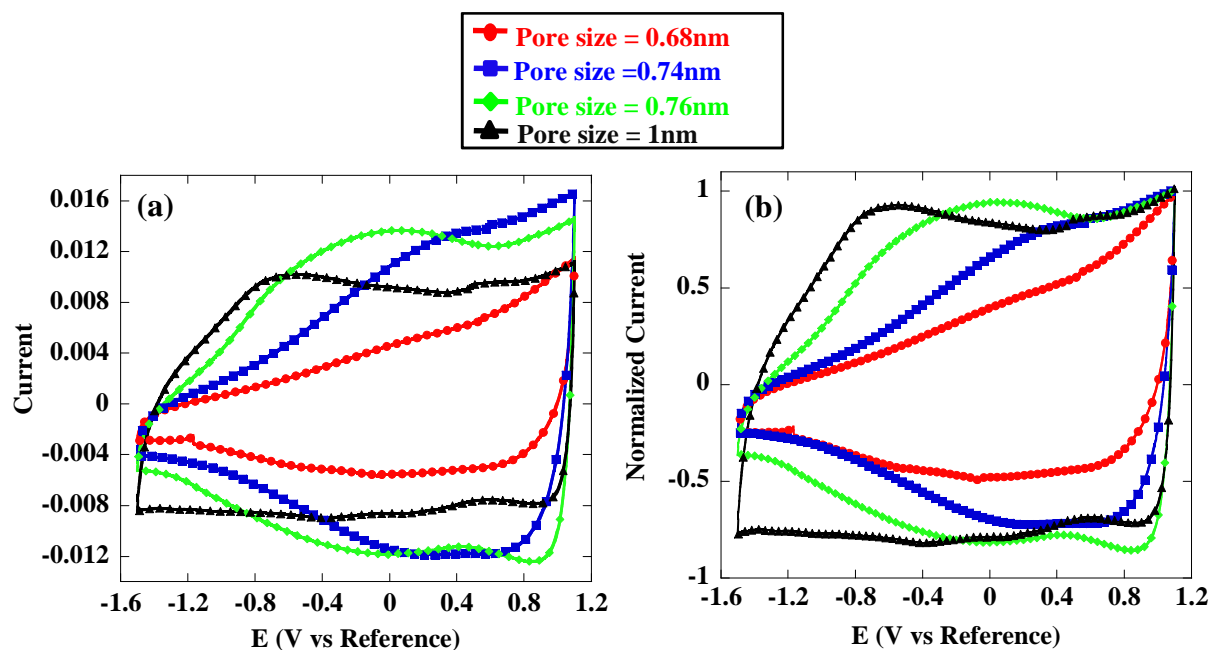 Pore size = 0.68nm
Pore size =0.74nm
Pore size = 0.76nm
Pore size = 1nm
(a)
0.016
0.012
0.008
0.004
0
-0.004
-0.008
-0.012
Current
-1.6 -1.2 -0.8 -0.4 0 0.4 0.8 1.2
E (V vs Reference)
(b)
1
0.5
0
-0.5
-1
Normalized Current
-1.6 -1.2 -0.8 -0.4 0 0.4 0.8 1.2
E (V vs Reference)